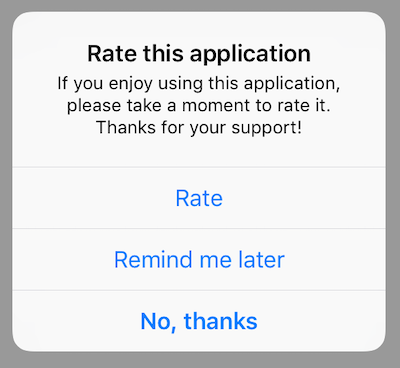 Rate this application
If you enjoy using this application,
please take a moment to rate it.
Thanks for your support!
Rate
Remind me later
No, thanks